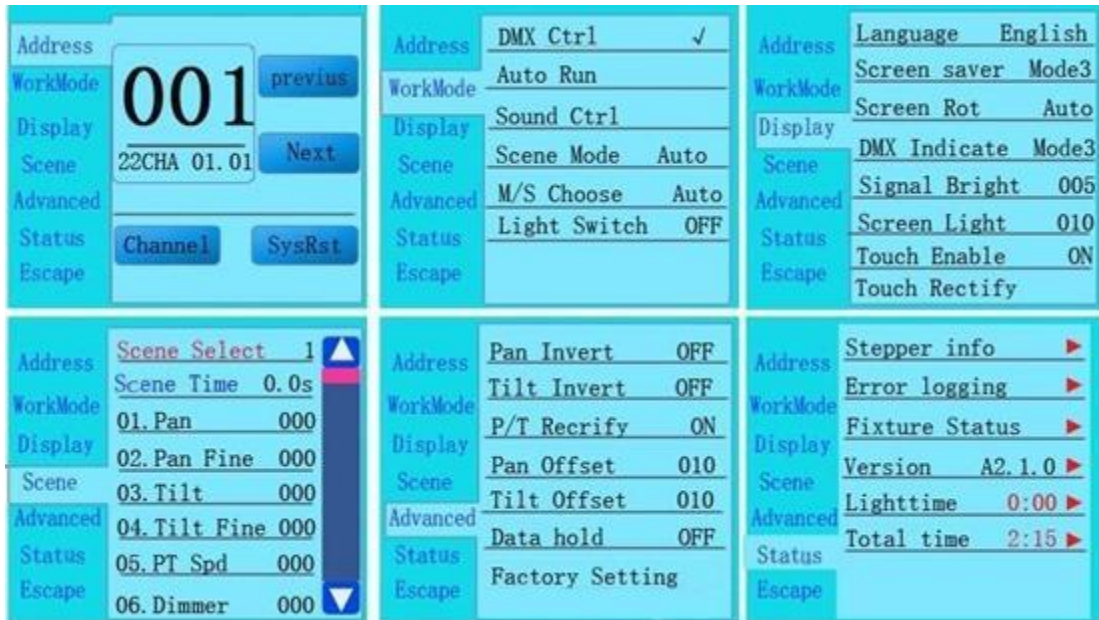 Address
WorkMode
Display
Scene
Advanced
Status
Escape
001
22CHA 01.01
previus
Next
Channel
SysRst
Address
WorkMode
Display
Scene
Advanced
Status
Escape
DMX Ctrl √
Auto Run
Sound Ctrl
Scene Mode Auto
M/S Choose Auto
Light Switch OFF
Address
WorkMode
Display
Scene
Advanced
Status
Escape
Language English
Screen saver Mode3
Screen Rot Auto
DMX Indicate Mode3
Signal Bright 005
Screen Light 010
Touch Enable ON
Touch Rectify
Address
WorkMode
Display
Scene
Advanced
Status
Escape
Scene Select 1
Scene Time 0.0s
01.Pan 000
02.Pan Fine 000
03.Tilt 000
04.Tilt Fine 000
05.PT Spd 000
06.Dimmer 000
Address
WorkMode
Display
Scene
Advanced
Status
Escape
Pan Invert OFF
Tilt Invert OFF
P/T Recrify ON
Pan Offset 010
Tilt Offset 010
Data hold OFF
Factory Setting
Address
WorkMode
Display
Scene
Advanced
Status
Escape
Stepper info
Error logging
Fixture Status
Version A2.1.0
Lighttime 0:00
Total time 2:15